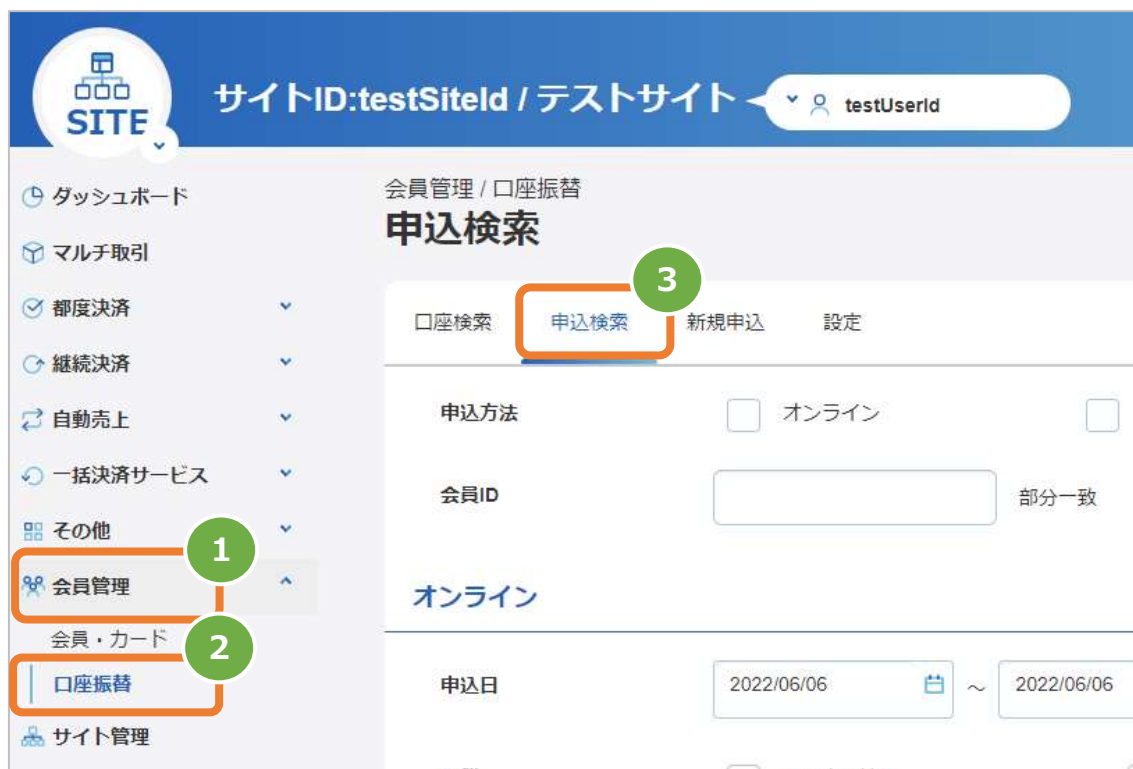 SITE
サイトID:testSiteId / テストサイト
testUserId
ダッシュボード
マルチ取引
都度決済
継続決済
自動売上
一括決済サービス
その他
1
会員管理
会員・カード
2
口座振替
サイト管理
会員管理 / 口座振替
申込検索
3
口座検索 申込検索 新規申込 設定
申込方法 オンライン
会員ID 部分一致
オンライン
申込日 2022/06/06 ～ 2022/06/06